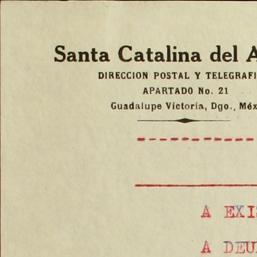 Santa Catalina del
DIRECCION POSTAL Y TELEGRAFI
APARTADO No. 21
Guadalupe Victoria, Dgo., Méx
A EXI
A DEU